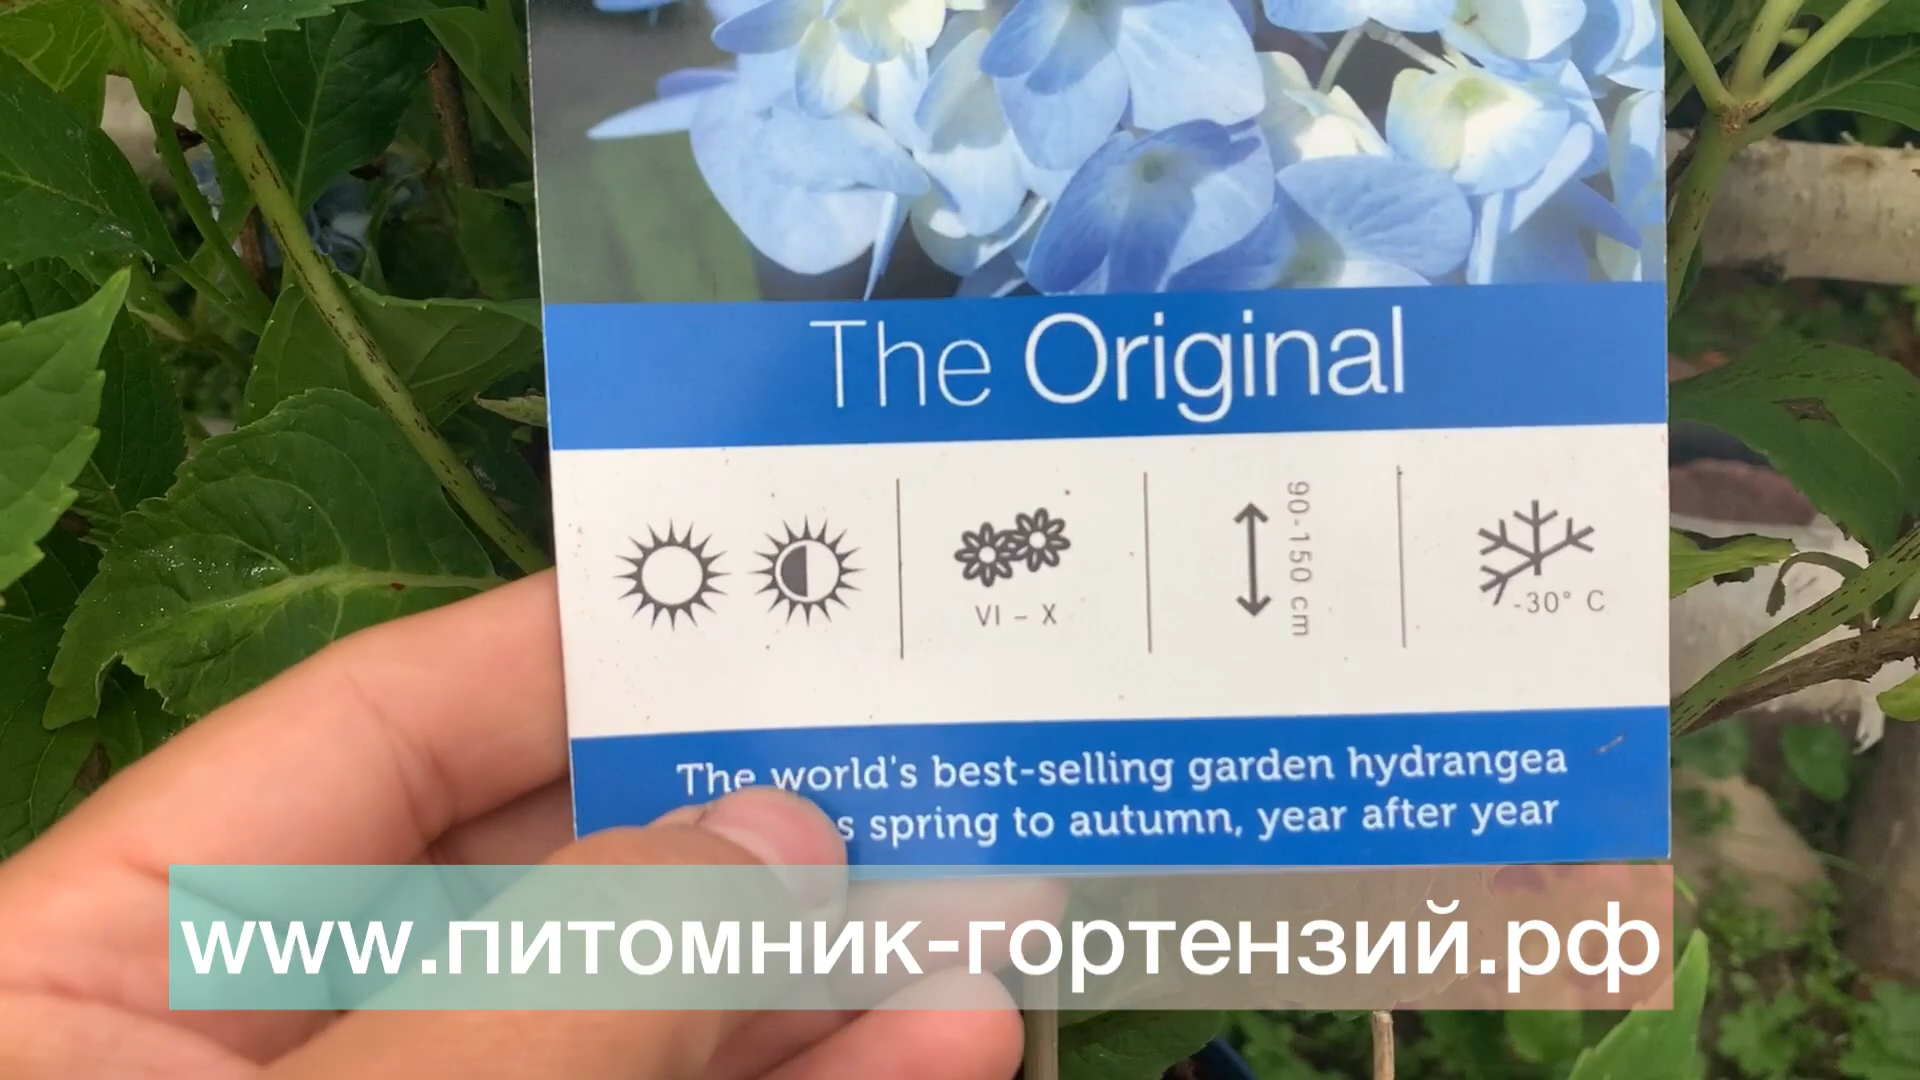 The Original
VI – X
90-150 cm
-30° C
The world's best-selling garden hydrangea
spring to autumn, year after year
www.питомник-гортензий.рф